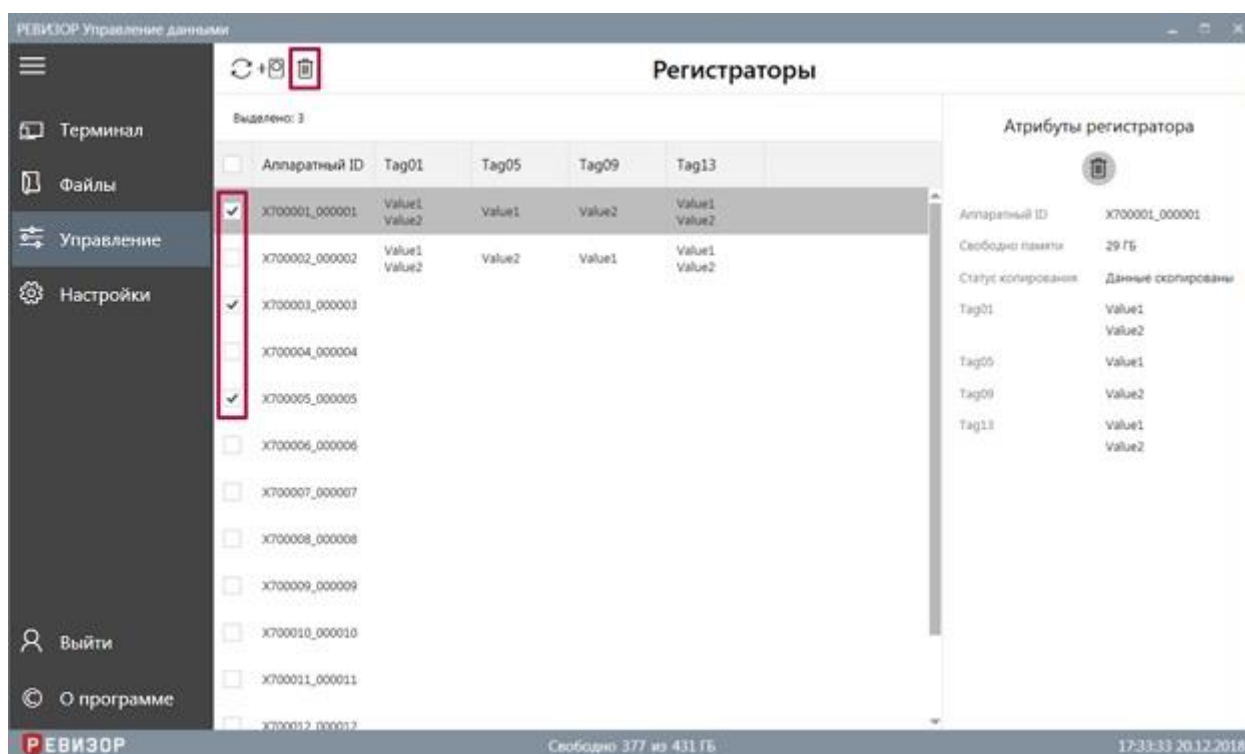 РЕВИЗОР Управление данными
Регистраторы
Терминал
Файлы
Управление
Настройки
Выйти
О программе
Выделено: 3
Аппаратный ID Tag01 Tag05 Tag09 Tag13
X700001_000001 Value1 Value2 Value1 Value2 Value1 Value2
X700002_000002 Value1 Value2 Value2 Value1 Value1 Value2
X700003_000003
X700004_000004
X700005_000005
X700006_000006
X700007_000007
X700008_000008
X700009_000009
X700010_000010
X700011_000011
X700012_000012
Атрибуты регистратора
Аппаратный ID X700001_000001
Свободно памяти 29 ГБ
Статус копирования Данные скопированы
Tag01 Value1
Value2
Tag05 Value1
Tag09 Value2
Tag13 Value1
Value2
РЕВИЗОР
Свободно 377 из 431 ГБ
17:33:33 20.12.2018